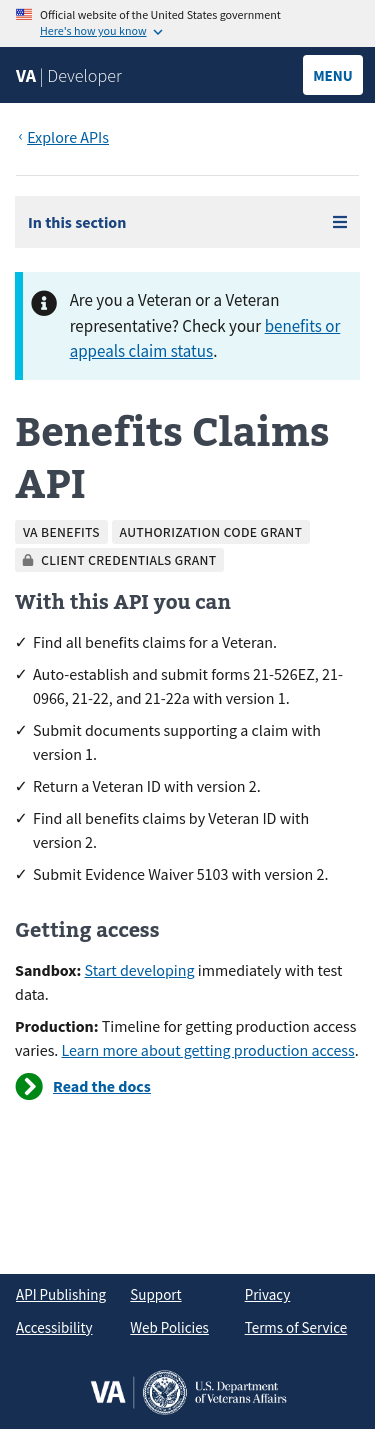 Official website of the United States government
Here's how you know
VA | Developer
MENU
‹ Explore APIs
In this section
Are you a Veteran or a Veteran
representative? Check your benefits or
appeals claim status.
Benefits Claims
API
VA BENEFITS
AUTHORIZATION CODE GRANT
CLIENT CREDENTIALS GRANT
With this API you can
✓ Find all benefits claims for a Veteran.
✓ Auto-establish and submit forms 21-526EZ, 21-
0966, 21-22, and 21-22a with version 1.
✓ Submit documents supporting a claim with
version 1.
✓ Return a Veteran ID with version 2.
✓ Find all benefits claims by Veteran ID with
version 2.
✓ Submit Evidence Waiver 5103 with version 2.
Getting access
Sandbox: Start developing immediately with test
data.
Production: Timeline for getting production access
varies. Learn more about getting production access.
Read the docs
API Publishing Support Privacy
Accessibility Web Policies Terms of Service
VA
U.S. Department
of Veterans Affairs